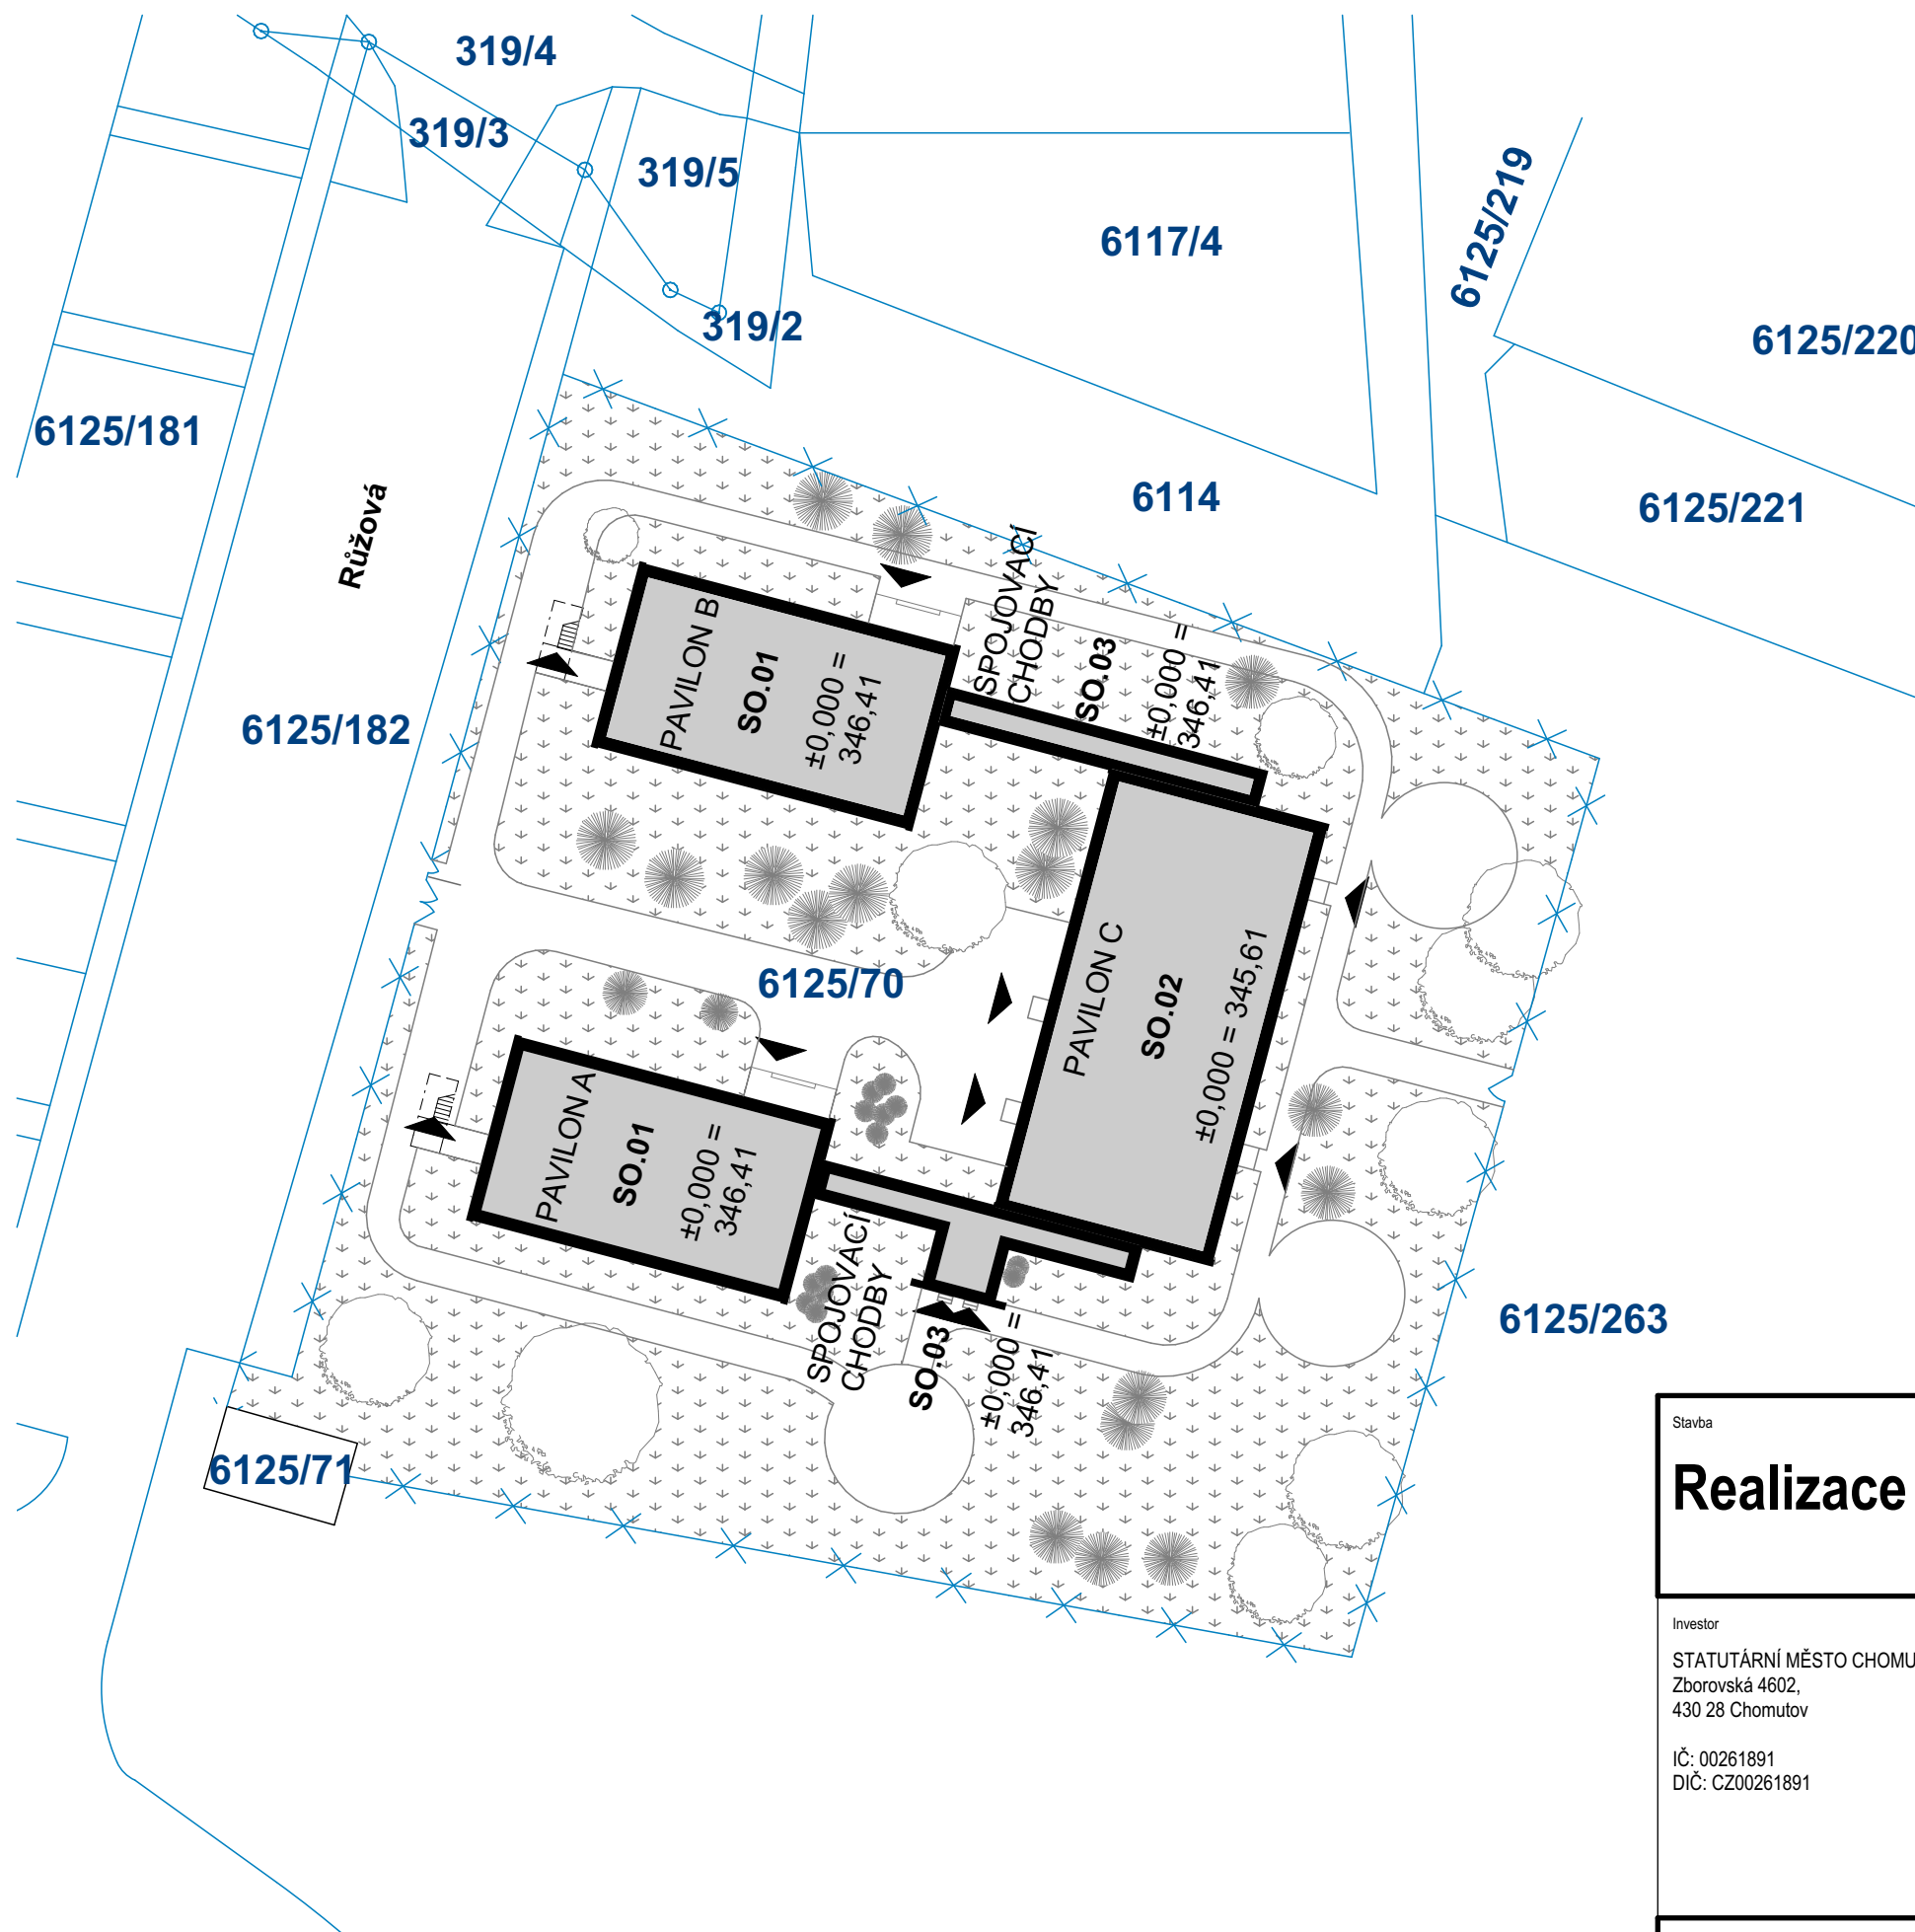 319/4
319/3
319/5
6125/219
6117/4
319/2
6125/220
6125/181
Růžová
6114
6125/221
SPOJOVACÍ
CHODBY
SO.03
±0,000 =
346,41
PAVILON B
SO.01
±0,000 =
346,41
6125/182
6125/70
PAVILON C
SO.02
±0,000 = 345,61
PAVILON A
SO.01
±0,000 =
346,41
SPOJOVACÍ
CHODBY
SO.03
±0,000 =
346,41
6125/263
6125/71
Stavba
Realizace
Investor
STATUTÁRNÍ MĚSTO CHOMU
Zborovská 4602,
430 28 Chomutov
IČ: 00261891
DIČ: CZ00261891